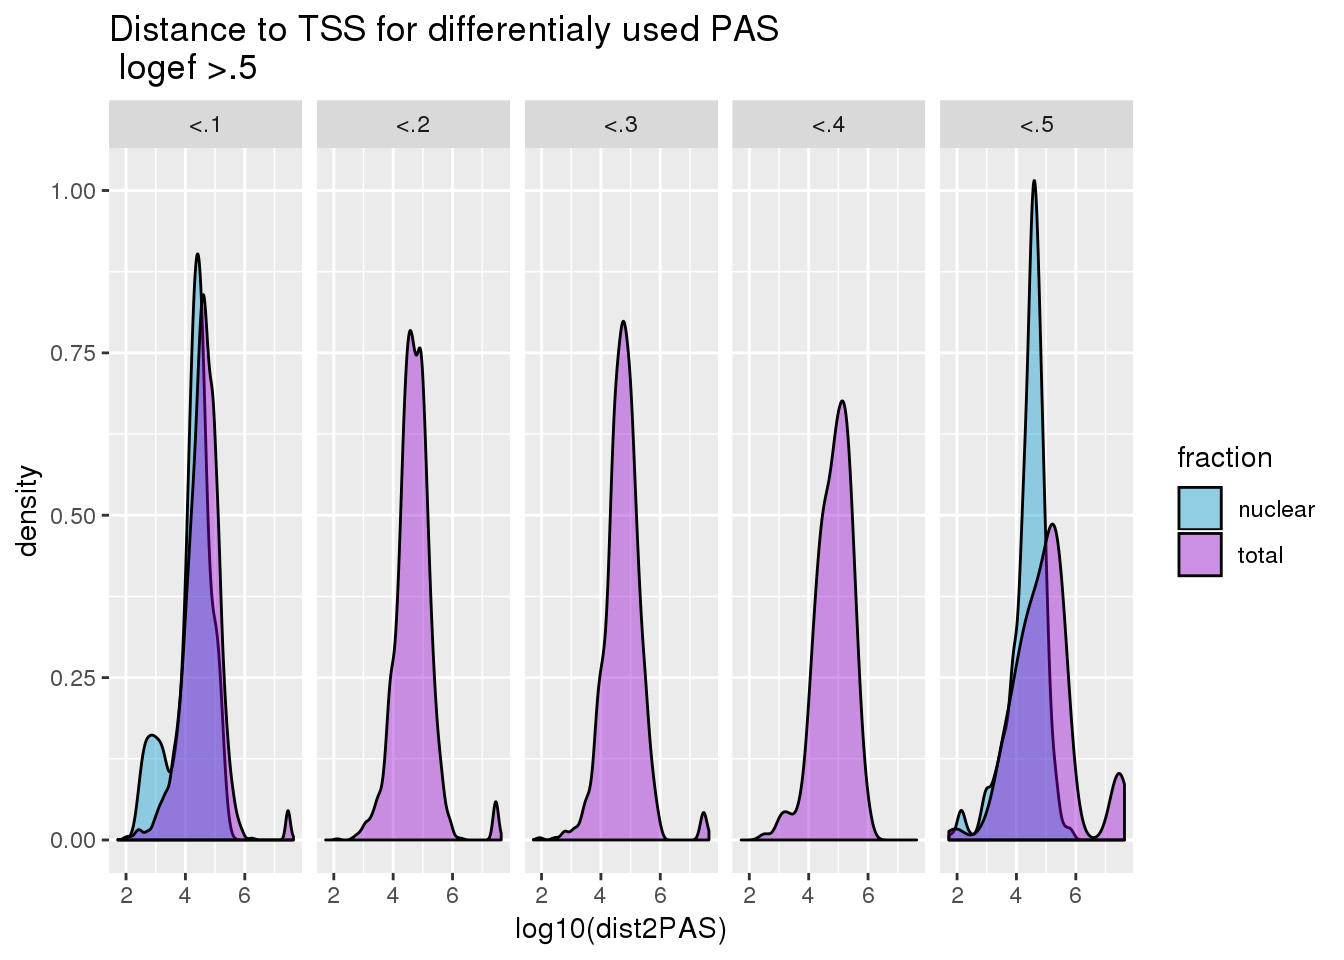 Distance to TSS for differentialy used PAS
logef >.5
<.1
<.2
<.3
<.4
<.5
1.00
0.75
0.50
0.25
0.00
density
2 4 6
2 4 6
2 4 6
2 4 6
2 4 6
log10(dist2PAS)
fraction
nuclear
total